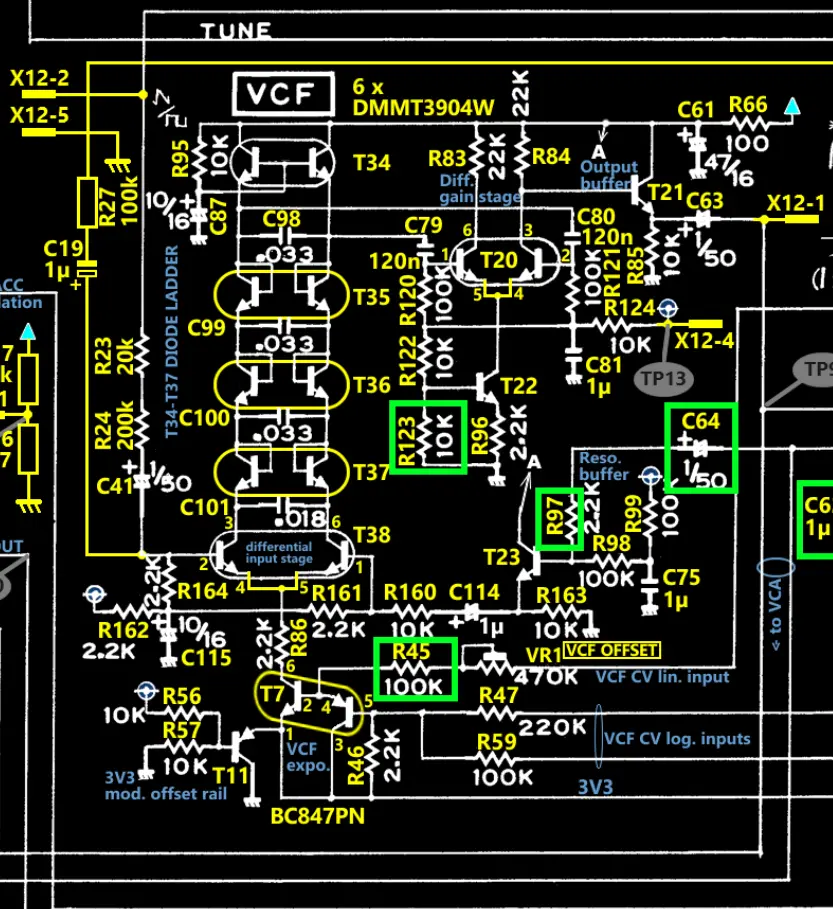 TUNE
X12-2
X12-5
VCF
6 x
DMMT3904W
22K
C61
R66
100
47/16
R95
10K
T34
R83
22K
R84
A
Output
buffer
Diff.
gain stage
T21
C63
X12-1
1/50
R27
100k
10/16
C87
C98
.033
C79
120n
C80
120n
R85
10K
C19
1µ
+
1
6
3
T20
2
5
4
R120
100K
100K
R121
T34-T37 DIODE LADDER
T35
C99
.033
R124
10K
X12-4
R23
20k
R122
10K
C81
1µ
TP13
TP9
T36
T22
R24
200k
C100
.033
R123
10K
R96
2.2K
C64
1/50
C41
1/50
T37
A
Reso.
buffer
C101
.018
R97
2.2K
R99
100K
3
6
T38
2
differential
input stage
1
4
5
T23
R98
100K
C75
1µ
2.2K
R164
R162
2.2K
R161
2.2K
R160
10K
C114
1µ
R163
10K
< to VCA
10/16
C115
2.2K
R86
R45
100K
VR1
VCF OFFSET
470K
VCF CV lin. input
6
T7
2
4
5
1
3
R56
10K
R57
10K
T11
VCF
expo.
R46
2.2K
R47
220K
VCF CV log. inputs
R59
100K
3V3
mod. offset rail
3V3
BC847PN